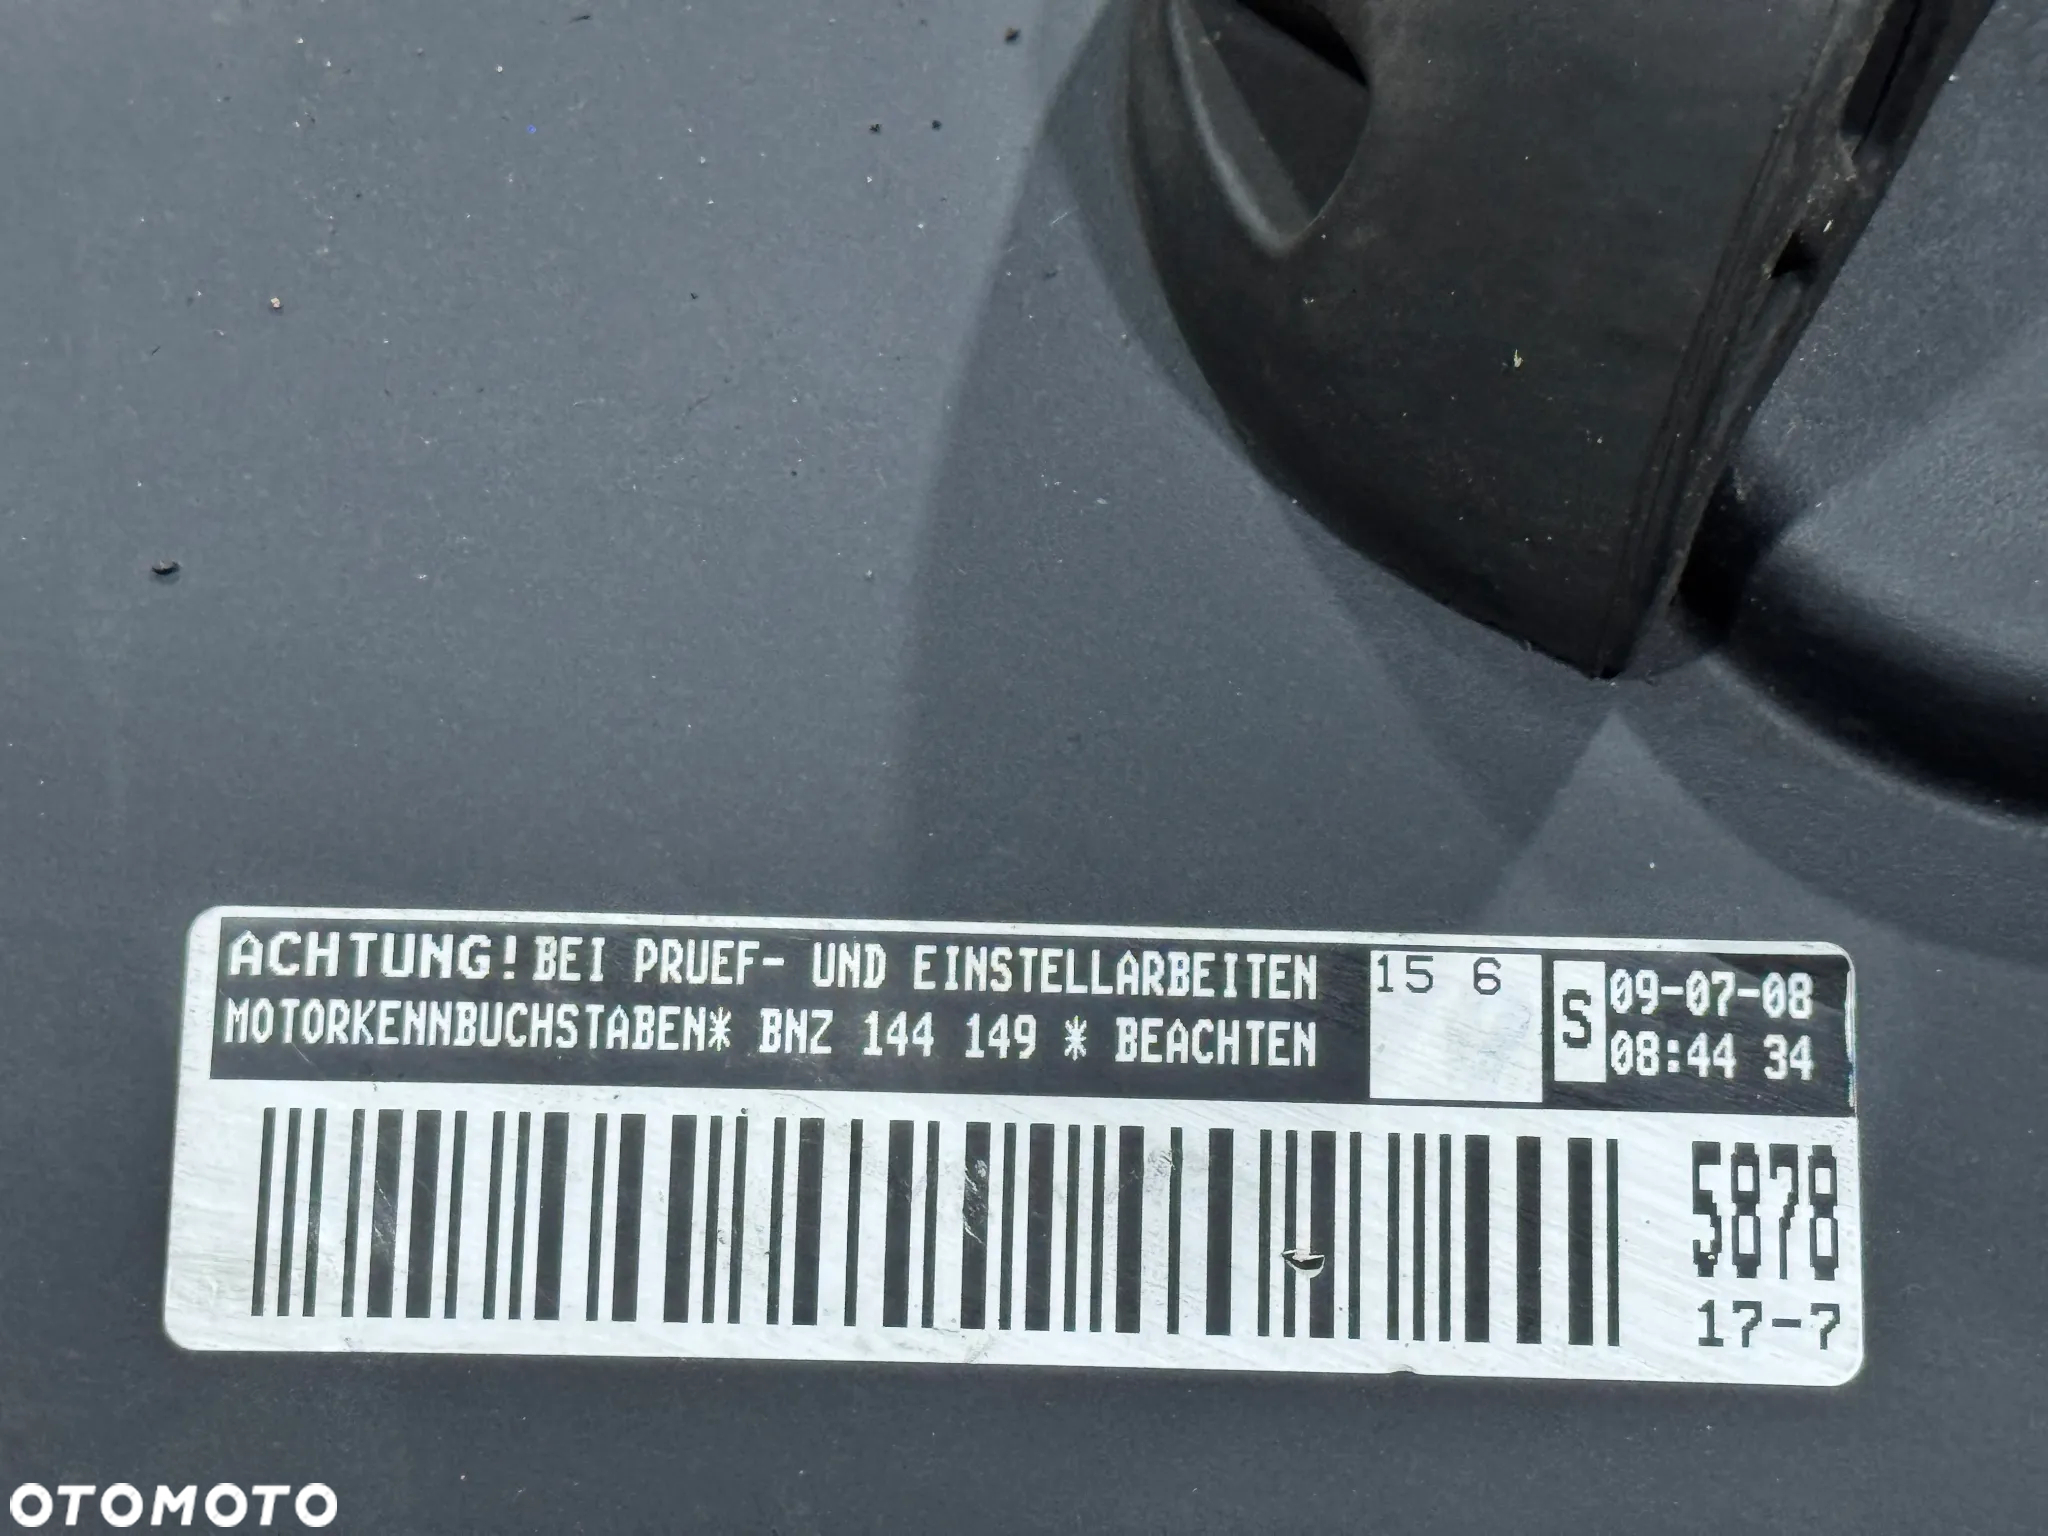 ACHTUNG! BEI PRUEF- UND EINSTELLARBEITEN
MOTORKENNBUCHSTABEN* BNZ 144 149 * BEACHTEN
15 6
S
09-07-08
08:44 34
5878
17-7
OTOMOTO